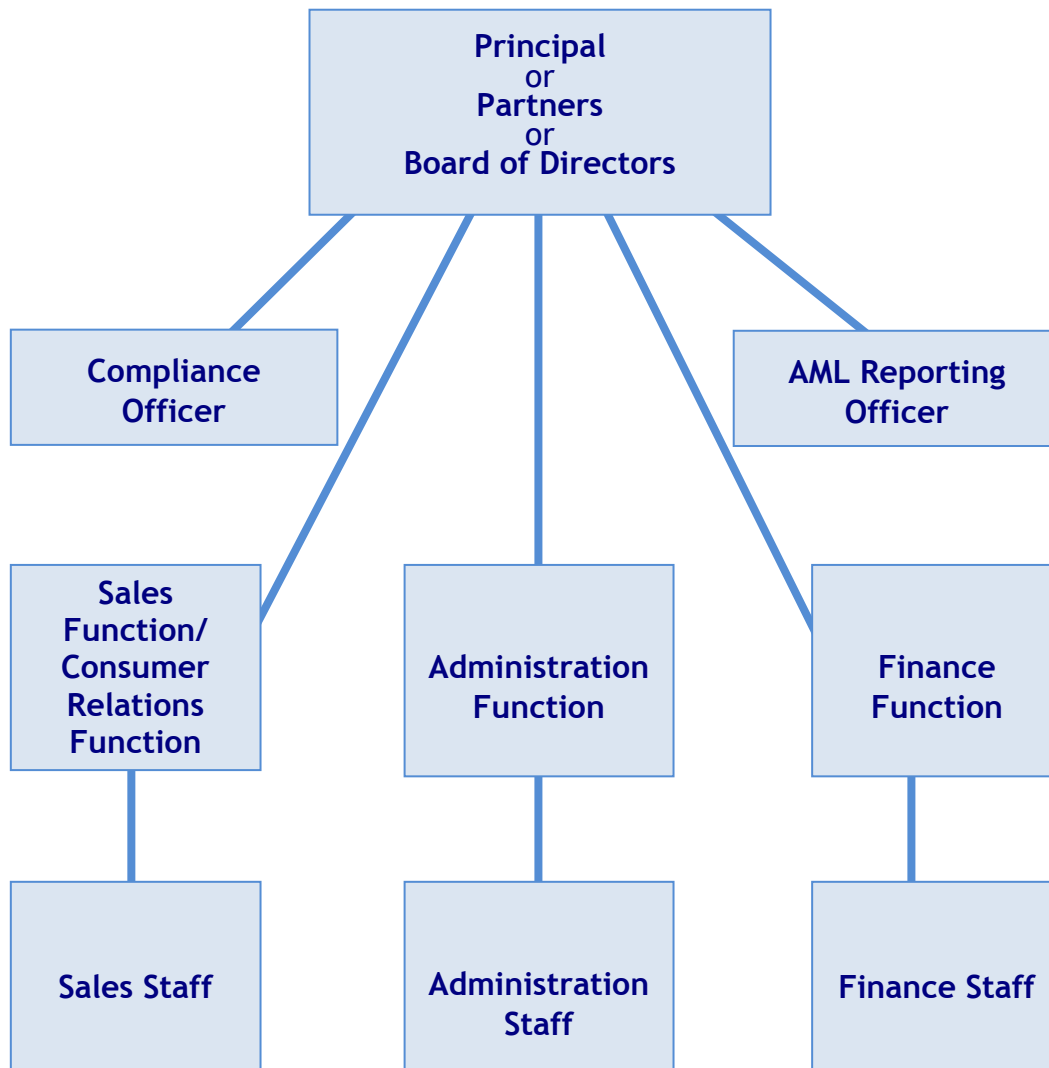 Principal
or
Partners
or
Board of Directors
Compliance
Officer
AML Reporting
Officer
Sales
Function/
Consumer
Relations
Function
Administration
Function
Finance
Function
Sales Staff
Administration
Staff
Finance Staff